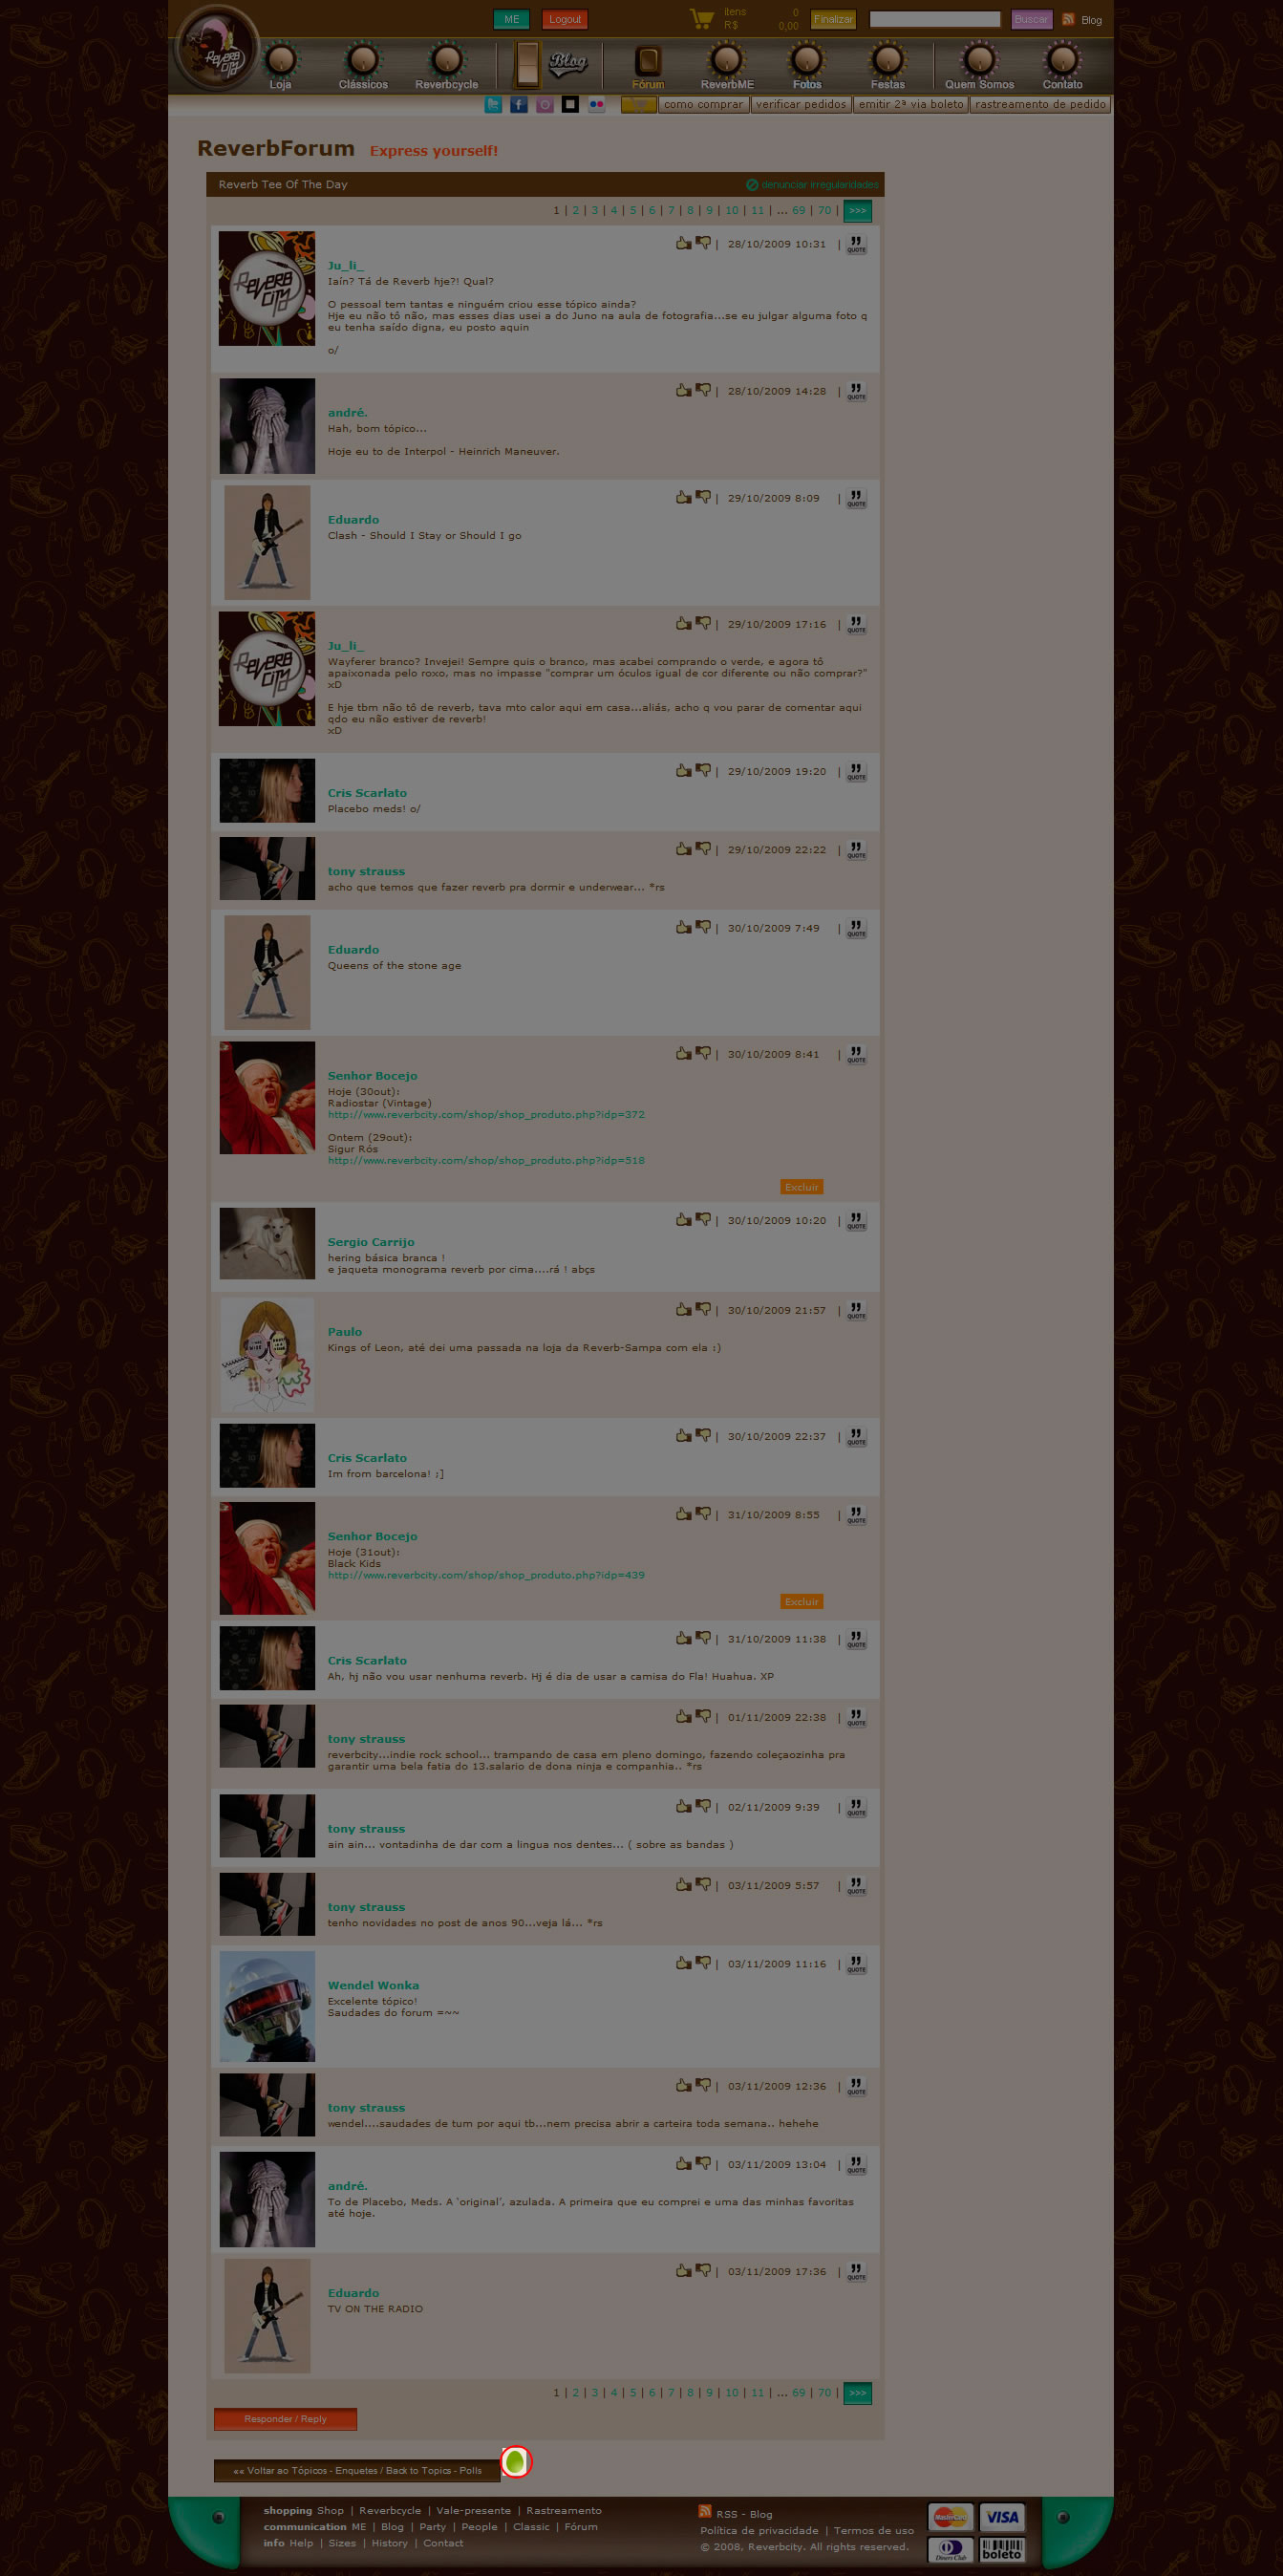 ME
Logout
Itens 0
R$ 0,00
Finalizar
Buscar
Blog
Reverb City
Loja
Clássicos
Reverbcycle
Blog
Fórum
ReverbME
Fotos
Festas
Quem Somos
Contato
como comprar
verificar pedidos
emitir 2ª via boleto
rastreamento de pedido
ReverbForum Express yourself!
Reverb Tee Of The Day
denunciar irregularidades
1 | 2 | 3 | 4 | 5 | 6 | 7 | 8 | 9 | 10 | 11 | ... 69 | 70 | >>>
| 28/10/2009 10:31 | QUOTE
Ju_li_
Iaín? Tá de Reverb hje?! Qual?
O pessoal tem tantas e ninguém criou esse tópico ainda?
Hje eu não tô não, mas esses dias usei a do Juno na aula de fotografia...se eu julgar alguma foto q
eu tenha saído digna, eu posto aquin
o/
| 28/10/2009 14:28 | QUOTE
andré.
Hah, bom tópico...
Hoje eu to de Interpol - Heinrich Maneuver.
| 29/10/2009 8:09 | QUOTE
Eduardo
Clash - Should I Stay or Should I go
| 29/10/2009 17:16 | QUOTE
Ju_li_
Wayferer branco? Invejei! Sempre quis o branco, mas acabei comprando o verde, e agora tô
apaixonada pelo roxo, mas no impasse "comprar um óculos igual de cor diferente ou não comprar?"
xD
E hje tbm não tô de reverb, tava mto calor aqui em casa...aliás, acho q vou parar de comentar aqui
qdo eu não estiver de reverb!
xD
| 29/10/2009 19:20 | QUOTE
Cris Scarlato
Placebo meds! o/
| 29/10/2009 22:22 | QUOTE
tony strauss
acho que temos que fazer reverb pra dormir e underwear... *rs
| 30/10/2009 7:49 | QUOTE
Eduardo
Queens of the stone age
| 30/10/2009 8:41 | QUOTE
Senhor Bocejo
Hoje (30out):
Radiostar (Vintage)
http://www.reverbcity.com/shop/shop_produto.php?idp=372
Ontem (29out):
Sigur Rós
http://www.reverbcity.com/shop/shop_produto.php?idp=518
Excluir
| 30/10/2009 10:20 | QUOTE
Sergio Carrijo
hering básica branca !
e jaqueta monograma reverb por cima....rá ! abçs
| 30/10/2009 21:57 | QUOTE
Paulo
Kings of Leon, até dei uma passada na loja da Reverb-Sampa com ela :)
| 30/10/2009 22:37 | QUOTE
Cris Scarlato
Im from barcelona! ;]
| 31/10/2009 8:55 | QUOTE
Senhor Bocejo
Hoje (31out):
Black Kids
http://www.reverbcity.com/shop/shop_produto.php?idp=439
Excluir
| 31/10/2009 11:38 | QUOTE
Cris Scarlato
Ah, hj não vou usar nenhuma reverb. Hj é dia de usar a camisa do Fla! Huahua. XP
| 01/11/2009 22:38 | QUOTE
tony strauss
reverbcity...indie rock school... trampando de casa em pleno domingo, fazendo coleçaozinha pra
garantir uma bela fatia do 13.salario de dona ninja e companhia.. *rs
| 02/11/2009 9:39 | QUOTE
tony strauss
ain ain... vontadinha de dar com a lingua nos dentes... ( sobre as bandas )
| 03/11/2009 5:57 | QUOTE
tony strauss
tenho novidades no post de anos 90...veja lá... *rs
| 03/11/2009 11:16 | QUOTE
Wendel Wonka
Excelente tópico!
Saudades do forum =~~
| 03/11/2009 12:36 | QUOTE
tony strauss
wendel....saudades de tum por aqui tb...nem precisa abrir a carteira toda semana.. hehehe
| 03/11/2009 13:04 | QUOTE
andré.
To de Placebo, Meds. A 'original', azulada. A primeira que eu comprei e uma das minhas favoritas
até hoje.
| 03/11/2009 17:36 | QUOTE
Eduardo
TV ON THE RADIO
1 | 2 | 3 | 4 | 5 | 6 | 7 | 8 | 9 | 10 | 11 | ... 69 | 70 | >>>
Responder / Reply
«« Voltar ao Tópicos - Enquetes / Back to Topics - Polls
shopping Shop | Reverbcycle | Vale-presente | Rastreamento
communication ME | Blog | Party | People | Classic | Fórum
info Help | Sizes | History | Contact
RSS - Blog
Política de privacidade | Termos de uso
© 2008, Reverbcity. All rights reserved.
MasterCard
VISA
Diners Club
boleto